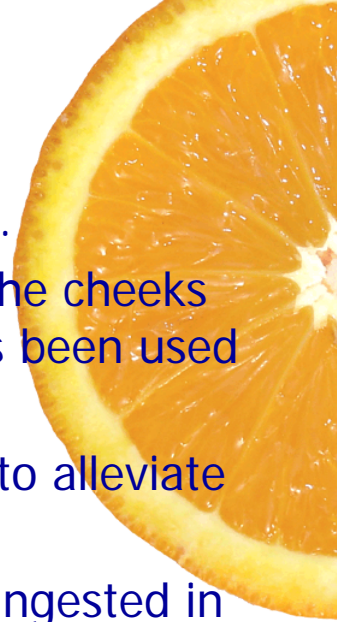 .
he cheeks
s been used
to alleviate
ngested in